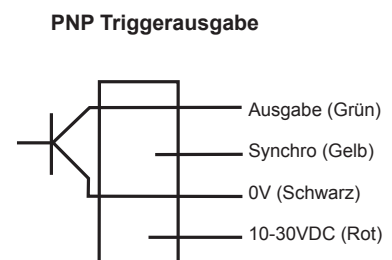 PNP Triggerausgabe
Ausgabe (Grün)
Synchro (Gelb)
0V (Schwarz)
10-30VDC (Rot)